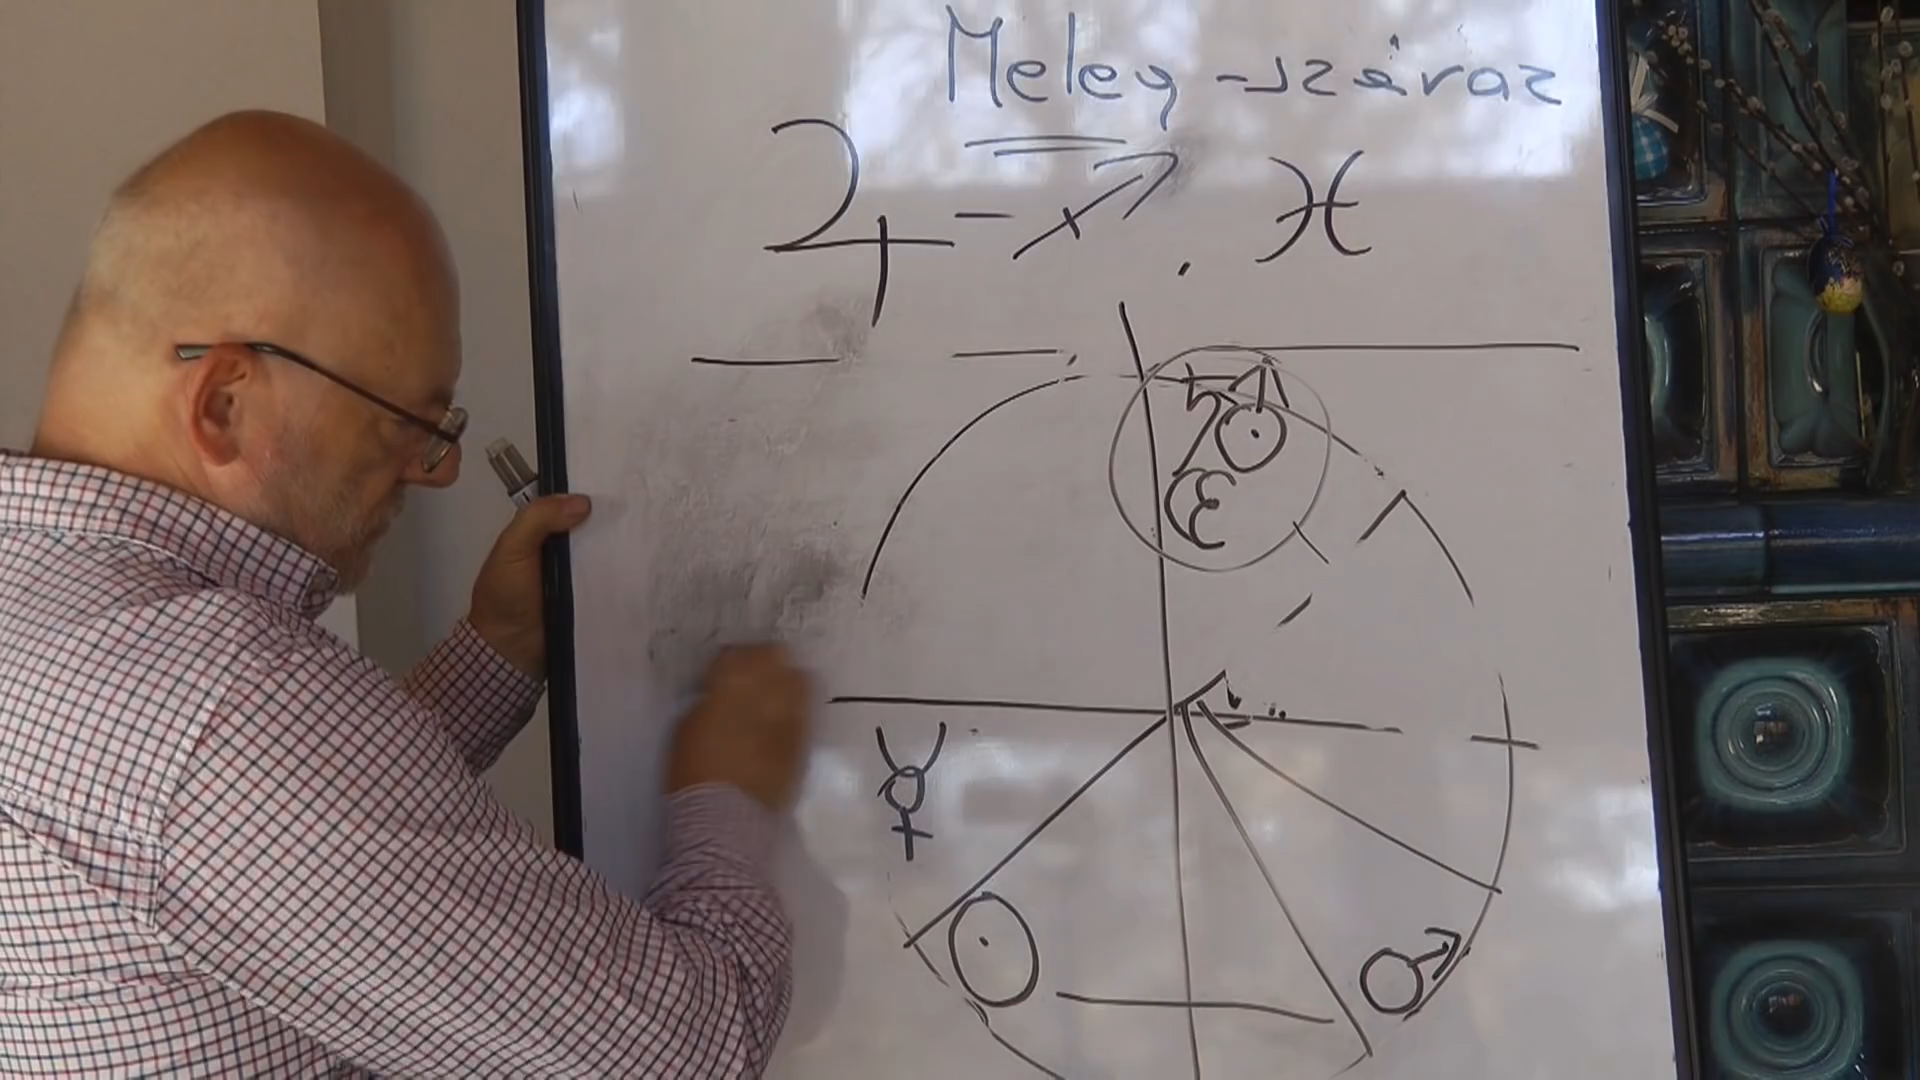 Meleg - száraz
♃ - ♐ . ♓
♄ ☉
☾
☿
☉ ♂